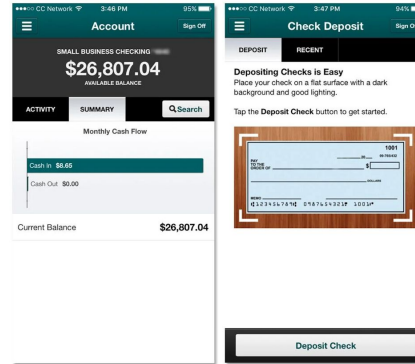 CC Network 3:46 PM 95%
Account
Sign Off
SMALL BUSINESS CHECKING
$26,807.04
AVAILABLE BALANCE
ACTIVITY SUMMARY Search
Monthly Cash Flow
Cash In $8.65
Cash Out $0.00
Current Balance $26,807.04
CC Network 3:47 PM 94%
Check Deposit
Sign Off
DEPOSIT RECENT
Depositing Checks is Easy
Place your check on a flat surface with a dark
background and good lighting.
Tap the Deposit Check button to get started.
1001
PAY
TO THE
ORDER OF
$
DOLLARS
MEMO
Deposit Check